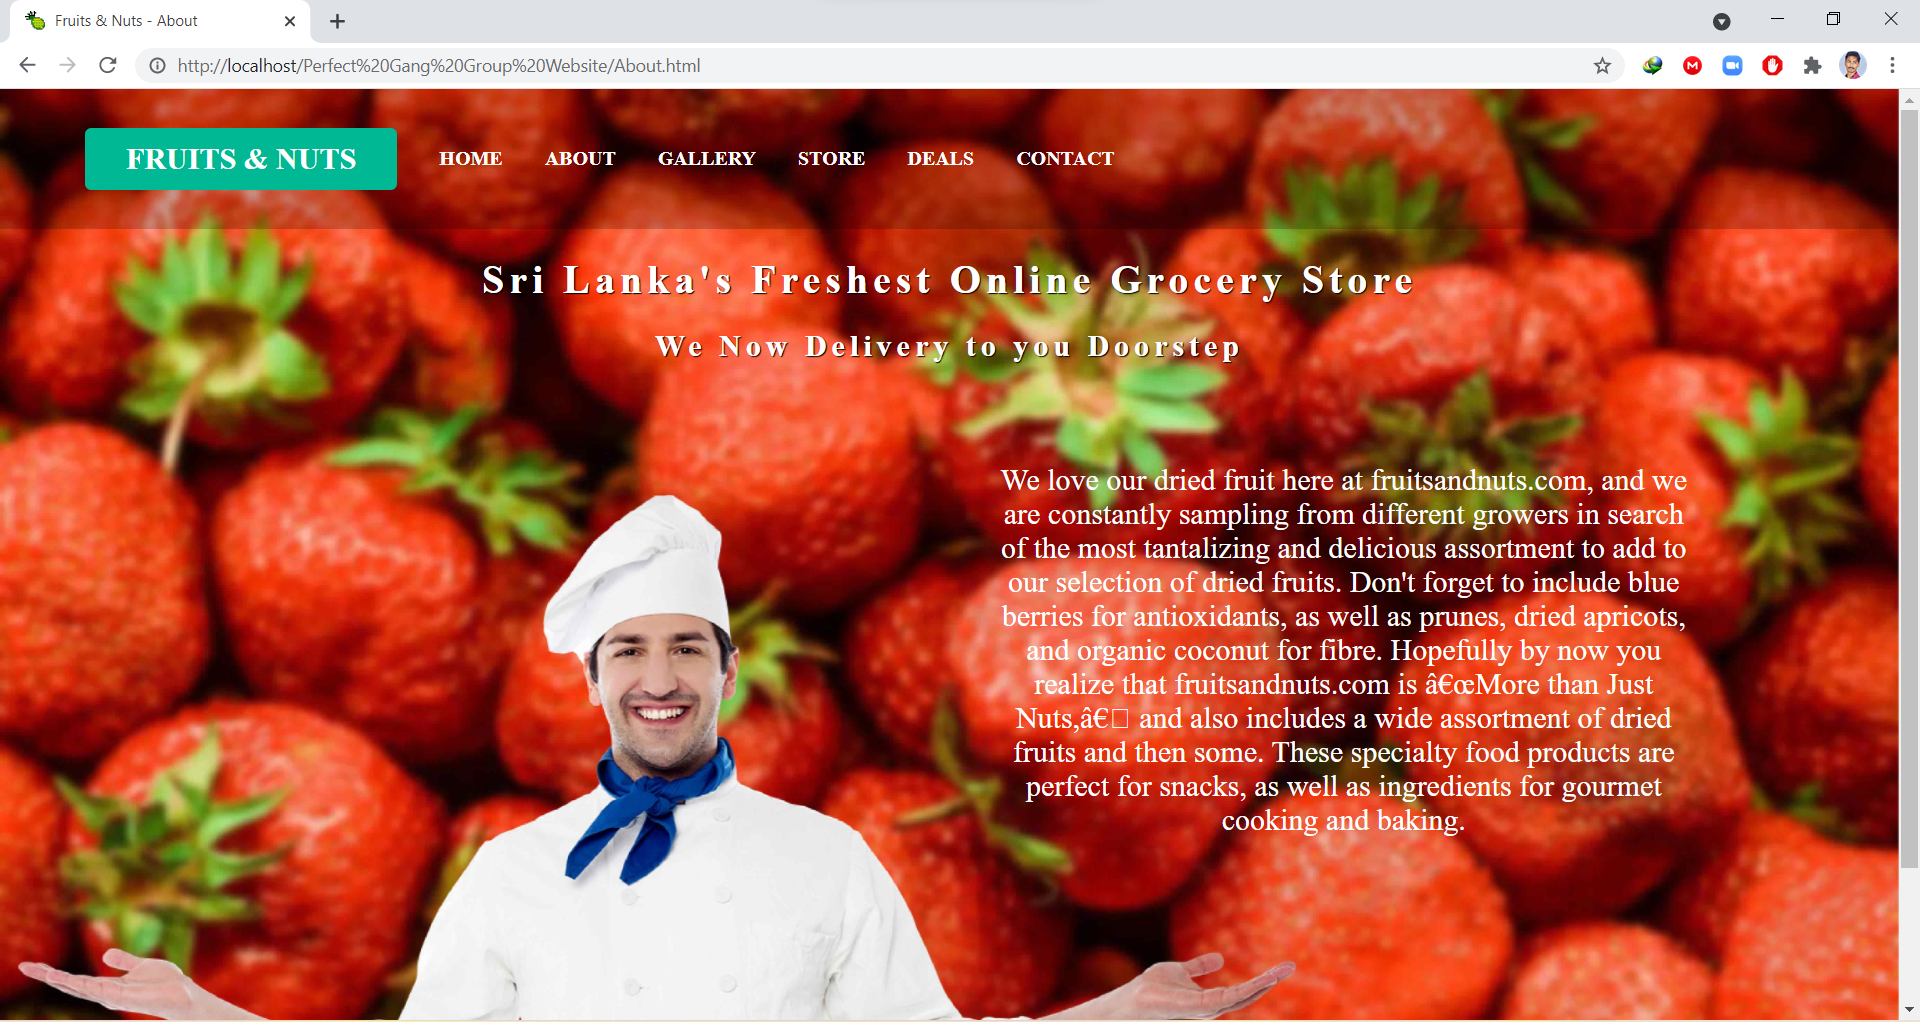 Fruits & Nuts - About
http://localhost/Perfect%20Gang%20Group%20Website/About.html
FRUITS & NUTS HOME ABOUT GALLERY STORE DEALS CONTACT
Sri Lanka's Freshest Online Grocery Store
We Now Delivery to you Doorstep
We love our dried fruit here at fruitsandnuts.com, and we
are constantly sampling from different growers in search
of the most tantalizing and delicious assortment to add to
our selection of dried fruits. Don't forget to include blue
berries for antioxidants, as well as prunes, dried apricots,
and organic coconut for fibre. Hopefully by now you
realize that fruitsandnuts.com is â€œMore than Just
Nuts,â€□ and also includes a wide assortment of dried
fruits and then some. These specialty food products are
perfect for snacks, as well as ingredients for gourmet
cooking and baking.